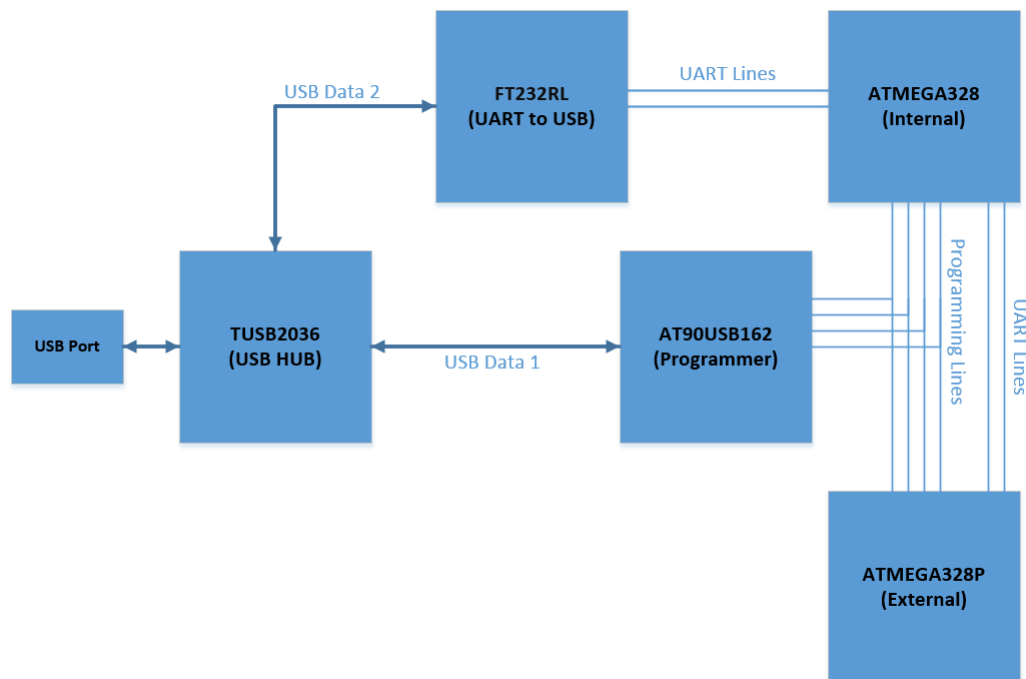 USB Data 2
FT232RL
(UART to USB)
UART Lines
ATMEGA328
(Internal)
USB Port
TUSB2036
(USB HUB)
USB Data 1
AT90USB162
(Programmer)
Programming Lines
UART Lines
ATMEGA328P
(External)